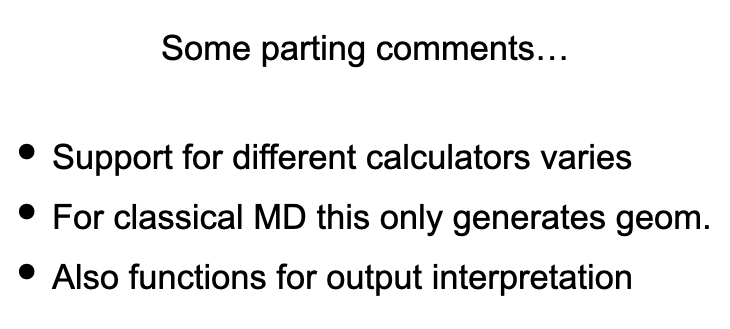 Some parting comments…
• Support for different calculators varies
• For classical MD this only generates geom.
• Also functions for output interpretation